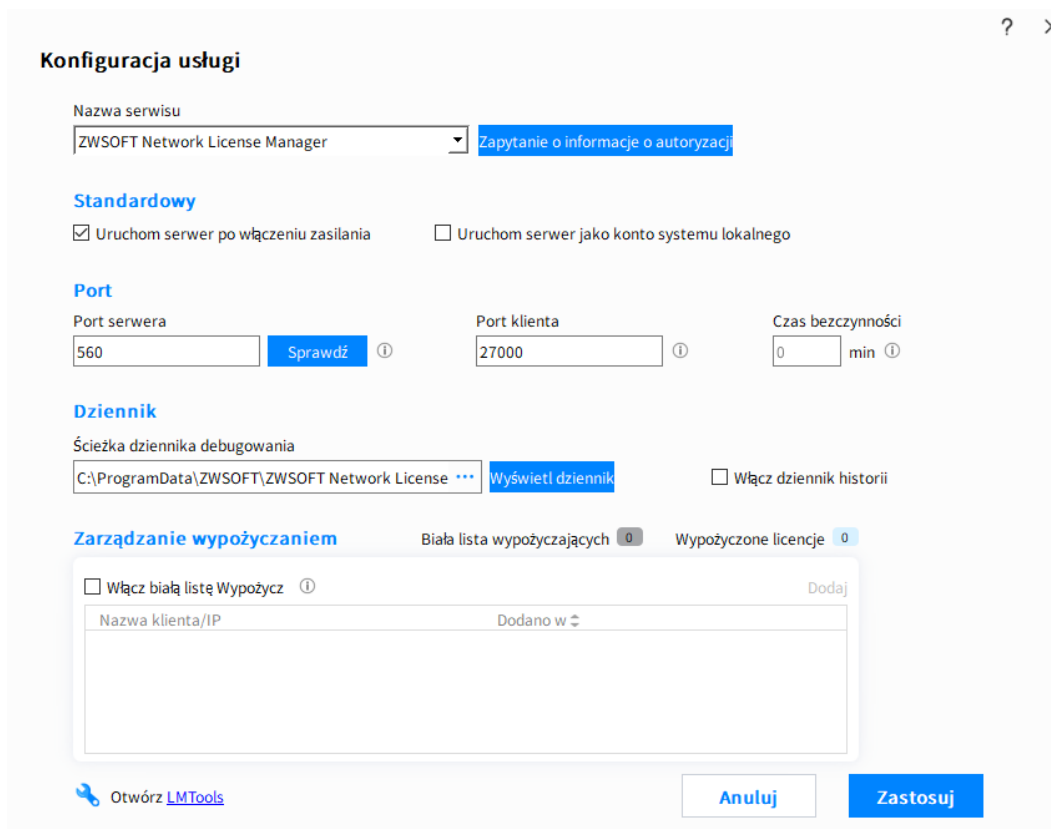 ?
Konfiguracja usługi
Nazwa serwisu
ZWSOFT Network License Manager
Zapytanie o informacje o autoryzacji
Standardowy
Uruchom serwer po włączeniu zasilania
Uruchom serwer jako konto systemu lokalnego
Port
Port serwera
Port klienta
Czas bezczynności
560
Sprawdź
27000
0
min
Dziennik
Ścieżka dziennika debugowania
C:\ProgramData\ZWSOFT\ZWSOFT Network License ...
Wyświetl dziennik
Włącz dziennik historii
Zarządzanie wypożyczaniem
Biała lista wypożyczających 0
Wypożyczone licencje 0
Włącz białą listę Wypożycz
Dodaj
Nazwa klienta/IP
Dodano w
Otwórz LMTools
Anuluj
Zastosuj